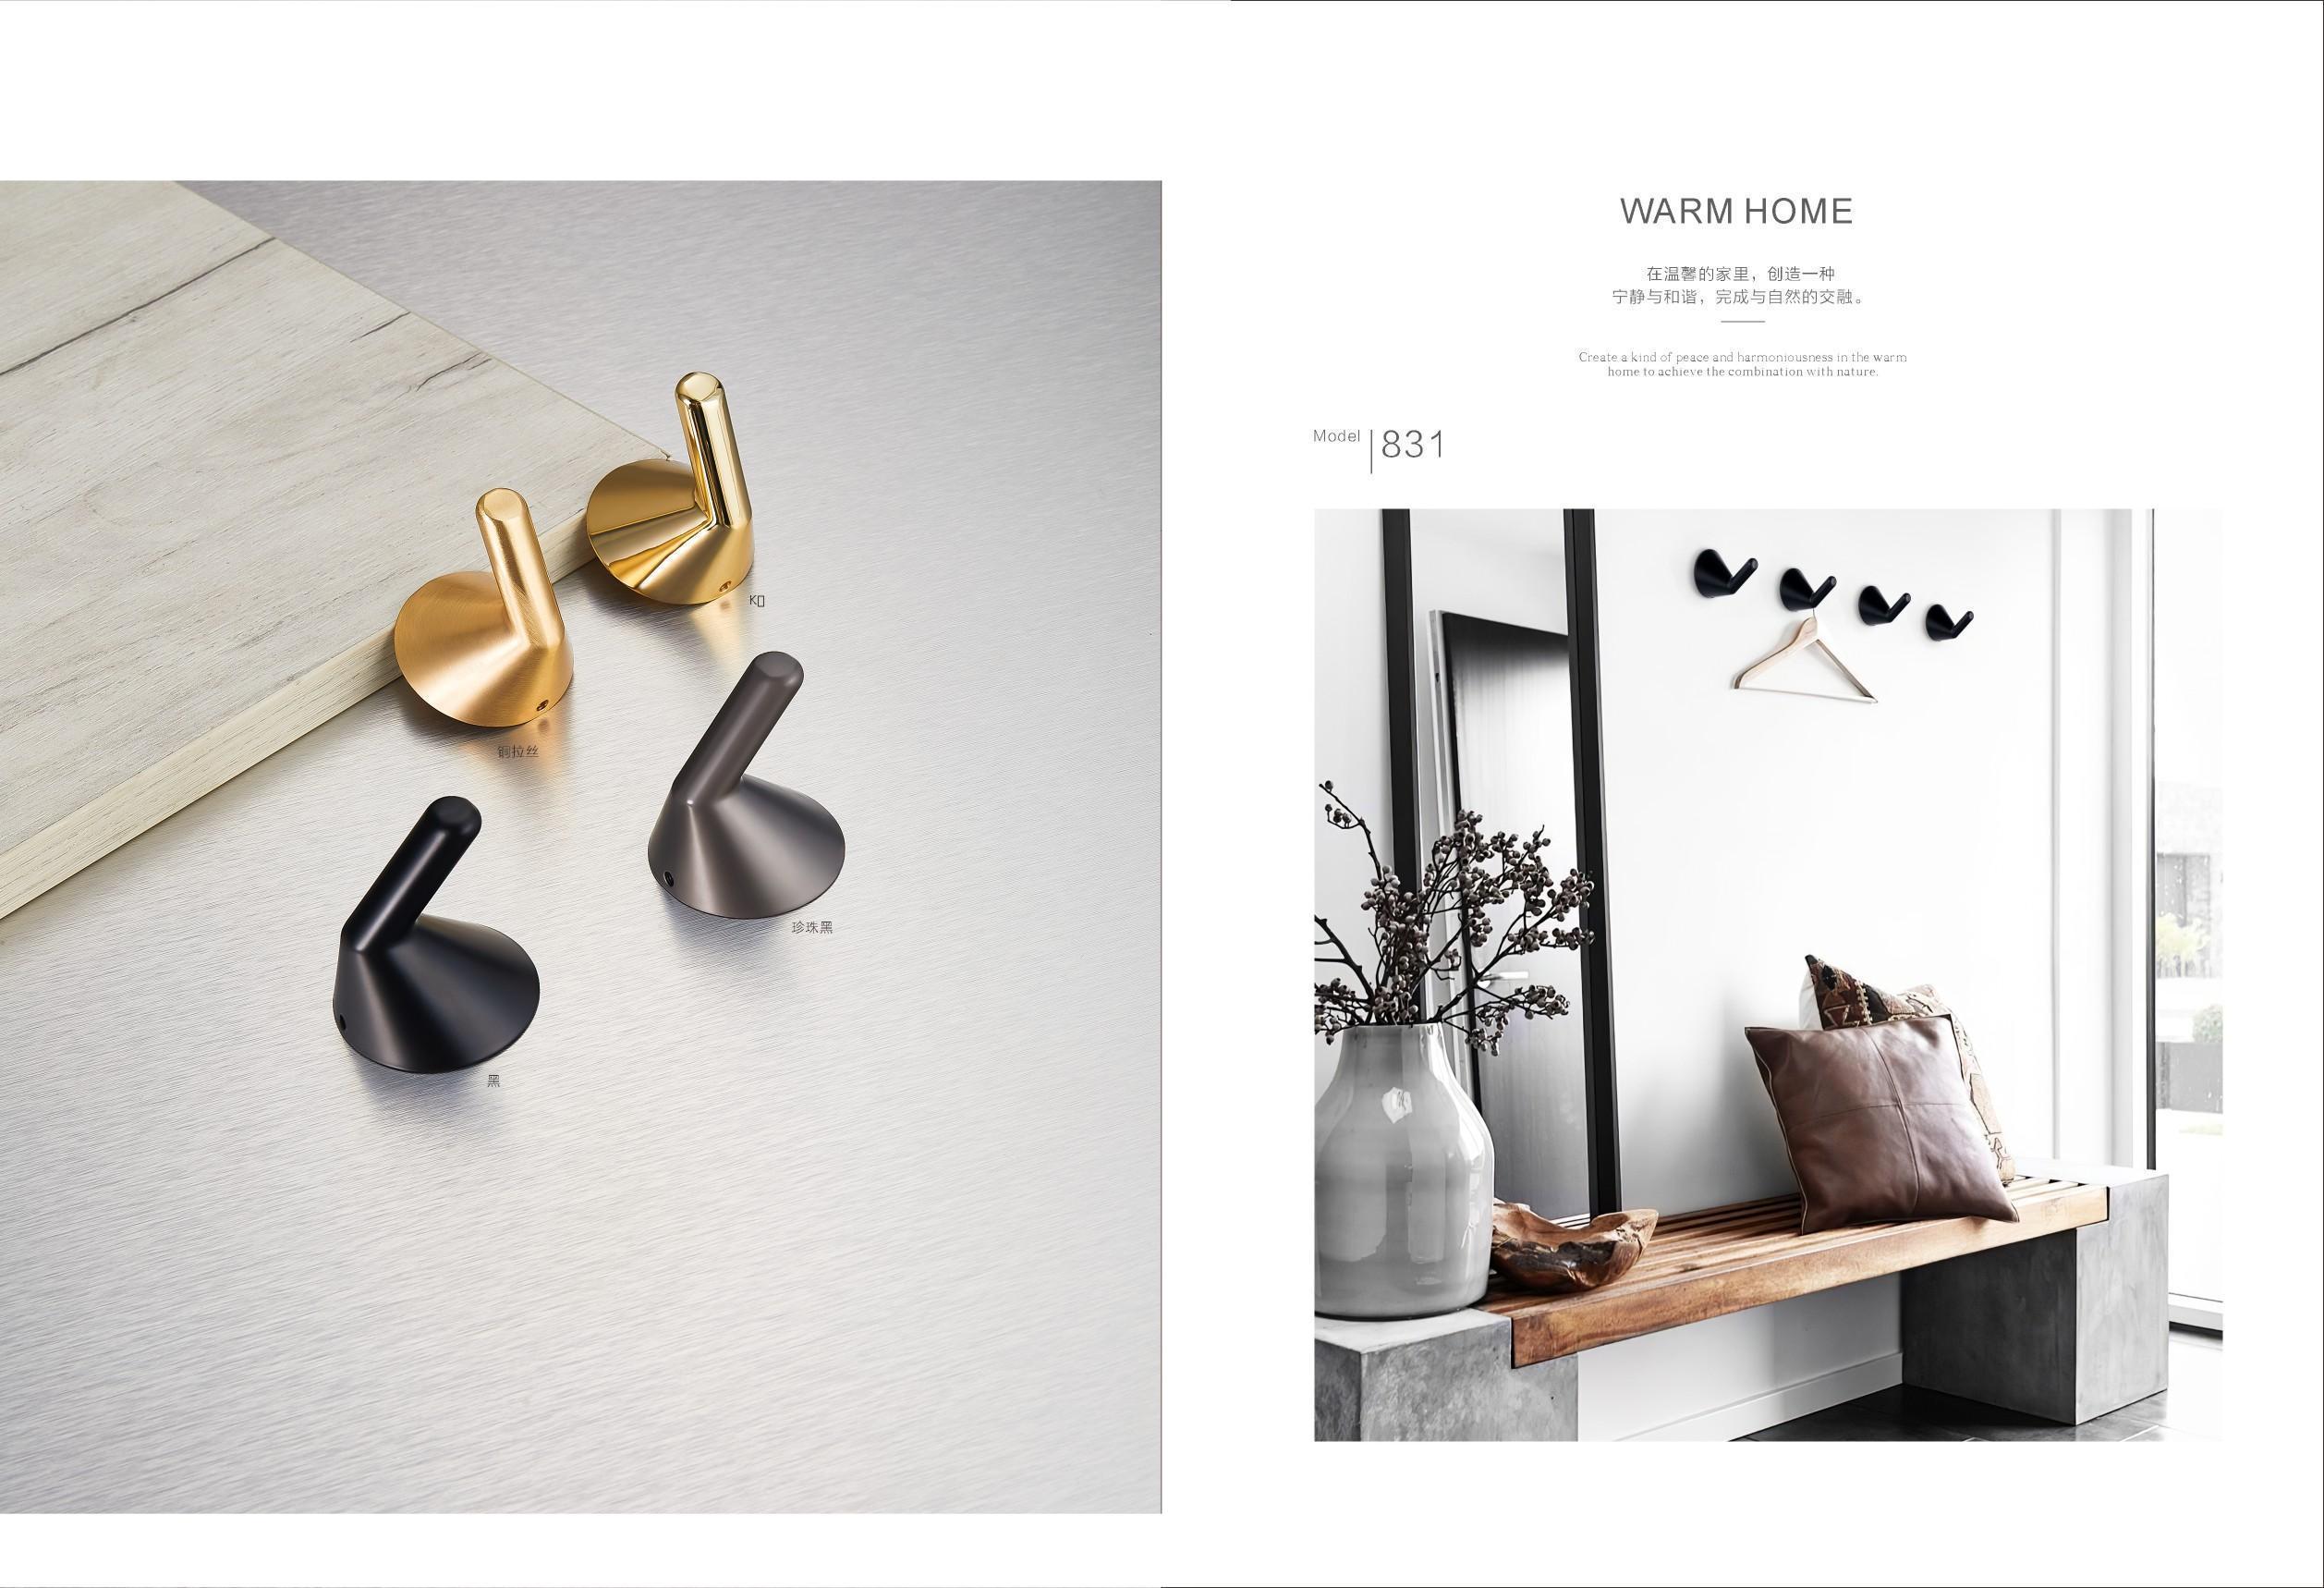 K
铜拉丝
珍珠黑
黑
WARM HOME
在温馨的家里，创造一种
宁静与和谐，完成与自然的交融。
Create a kind of peace and harmoniousness in the warm
home to achieve the combination with nature.
Model
831